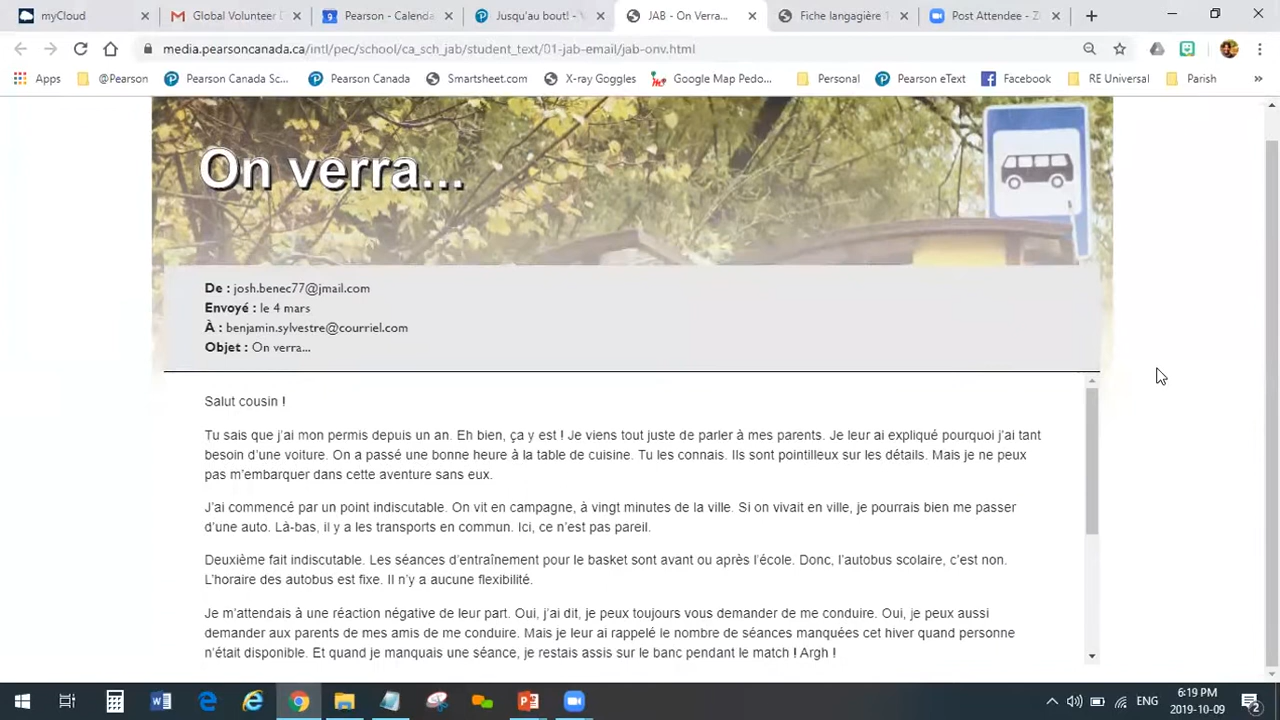 myCloud
Global Volunteer D
Pearson - Calenda
Jusqu'au bout! -
JAB - On Verra...
Fiche langagière 1
Post Attendee - Z
media.pearsoncanada.ca/intl/pec/school/ca_sch_jab/student_text/01-jab-email/jab-onv.html
Apps
@Pearson
Pearson Canada Sc...
Pearson Canada
Smartsheet.com
X-ray Goggles
Google Map Pedo...
Personal
Pearson eText
Facebook
RE Universal
Parish
On verra...
De : josh.benec77@jmail.com
Envoyé : le 4 mars
À : benjamin.sylvestre@courriel.com
Objet : On verra...
Salut cousin !
Tu sais que j'ai mon permis depuis un an. Eh bien, ça y est ! Je viens tout juste de parler à mes parents. Je leur ai expliqué pourquoi j'ai tant
besoin d'une voiture. On a passé une bonne heure à la table de cuisine. Tu les connais. Ils sont pointilleux sur les détails. Mais je ne peux
pas m'embarquer dans cette aventure sans eux.
J'ai commencé par un point indiscutable. On vit en campagne, à vingt minutes de la ville. Si on vivait en ville, je pourrais bien me passer
d'une auto. Là-bas, il y a les transports en commun. Ici, ce n'est pas pareil.
Deuxième fait indiscutable. Les séances d'entraînement pour le basket sont avant ou après l'école. Donc, l'autobus scolaire, c'est non.
L'horaire des autobus est fixe. Il n'y a aucune flexibilité.
Je m'attendais à une réaction négative de leur part. Oui, j'ai dit, je peux toujours vous demander de me conduire. Oui, je peux aussi
demander aux parents de mes amis de me conduire. Mais je leur ai rappelé le nombre de séances manquées cet hiver quand personne
n'était disponible. Et quand je manquais une séance, je restais assis sur le banc pendant le match ! Argh !
ENG
6:19 PM
2019-10-09
2